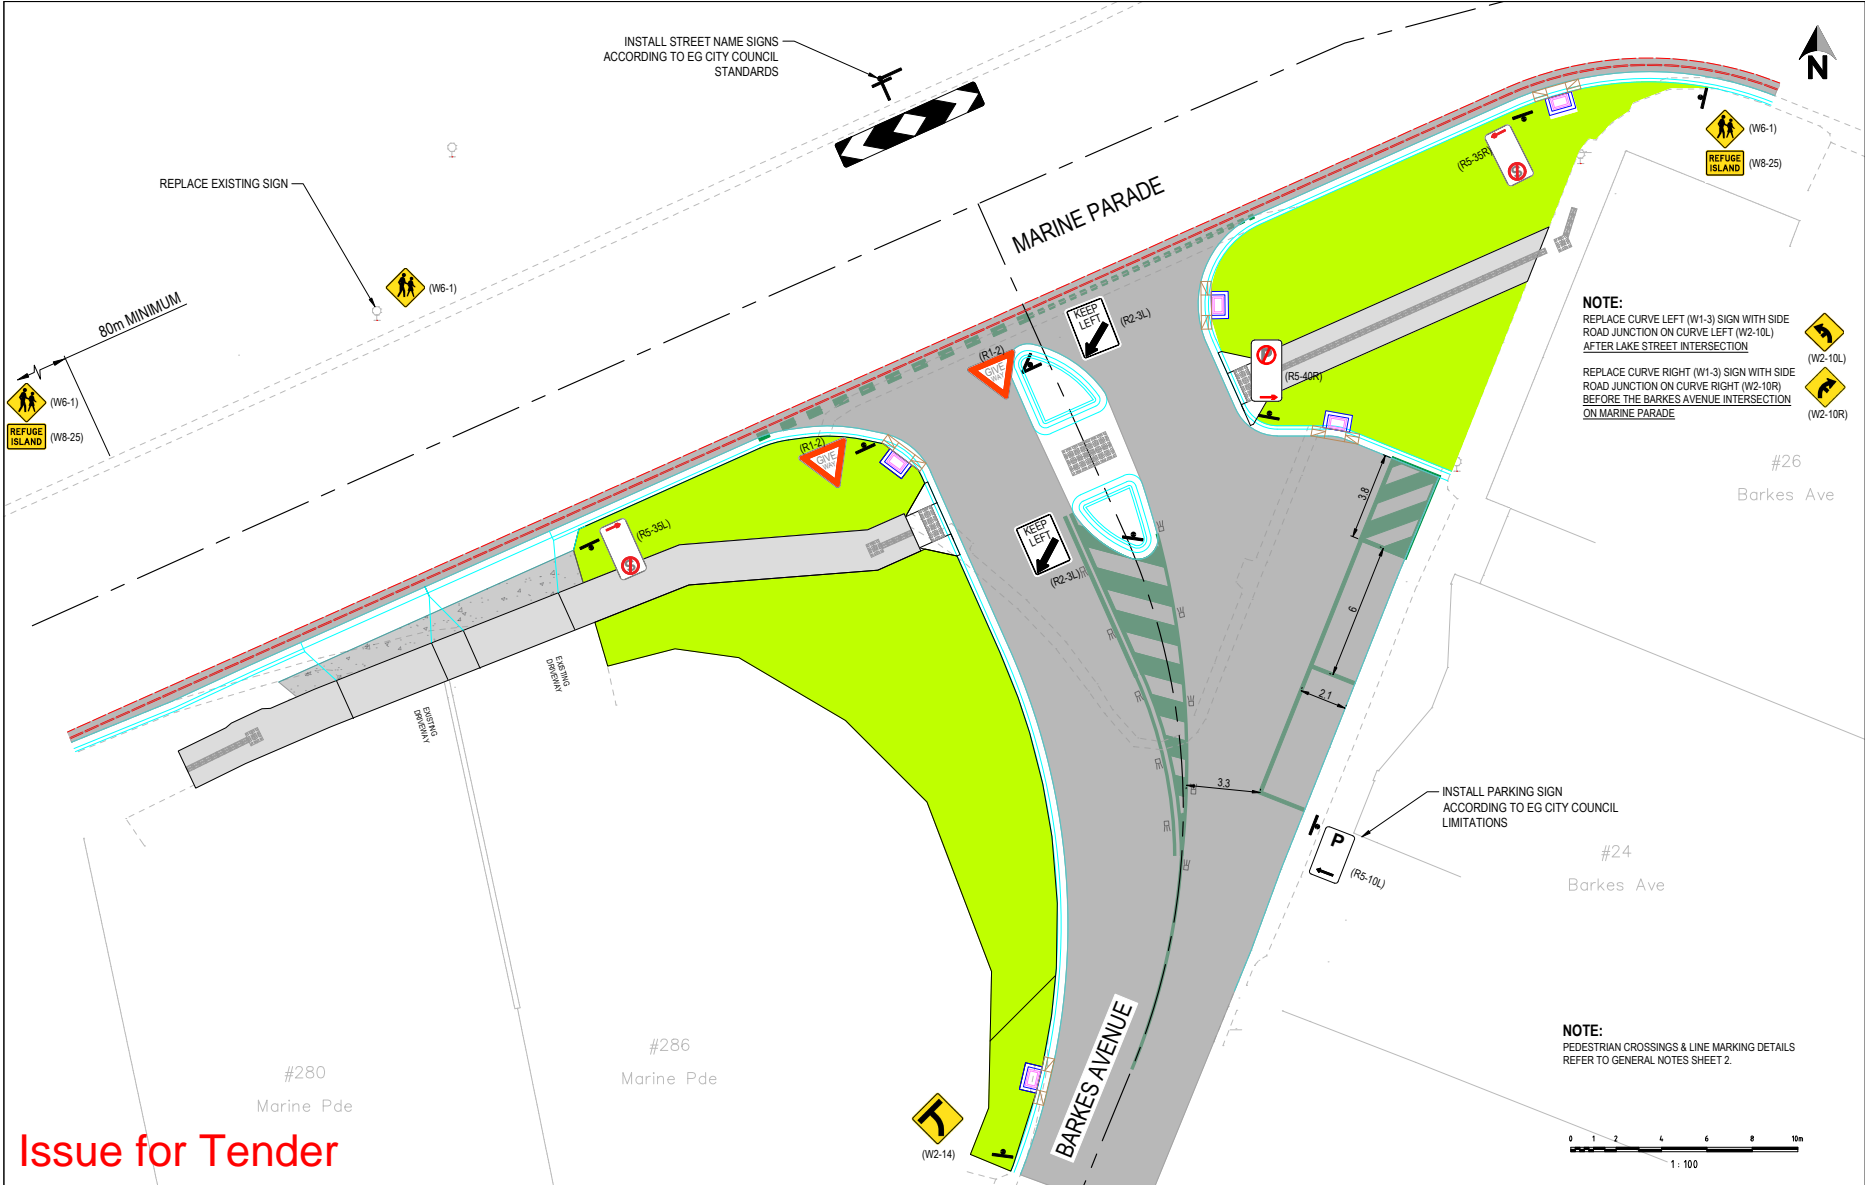 INSTALL STREET NAME SIGNS
ACCORDING TO EG CITY COUNCIL
STANDARDS
N
(W6-1)
REFUGE
ISLAND
(W8-25)
(R5-35R)
S
REPLACE EXISTING SIGN
MARINE PARADE
(W6-1)
80m MINIMUM
(W6-1)
REFUGE
ISLAND
(W8-25)
KEEP
LEFT
(R2-3L)
(R1-2)
GIVE
WAY
P
(R5-40R)
NOTE:
REPLACE CURVE LEFT (W1-3) SIGN WITH SIDE
ROAD JUNCTION ON CURVE LEFT (W2-10L)
AFTER LAKE STREET INTERSECTION
(W2-10L)
REPLACE CURVE RIGHT (W1-3) SIGN WITH SIDE
ROAD JUNCTION ON CURVE RIGHT (W2-10R)
BEFORE THE BARKES AVENUE INTERSECTION
ON MARINE PARADE
(W2-10R)
(R1-2)
GIVE
WAY
#26
Barkes Ave
3.8
(R5-35L)
S
KEEP
LEFT
(R2-3L)
6
2.1
EXISTING
DRIVEWAY
EXISTING
DRIVEWAY
3.3
INSTALL PARKING SIGN
ACCORDING TO EG CITY COUNCIL
LIMITATIONS
P
(R5-10L)
#24
Barkes Ave
#286
Marine Pde
#280
Marine Pde
BARKES AVENUE
NOTE:
PEDESTRIAN CROSSINGS & LINE MARKING DETAILS
REFER TO GENERAL NOTES SHEET 2.
(W2-14)
Issue for Tender
0 1 2 4 6 8 10m
1 : 100